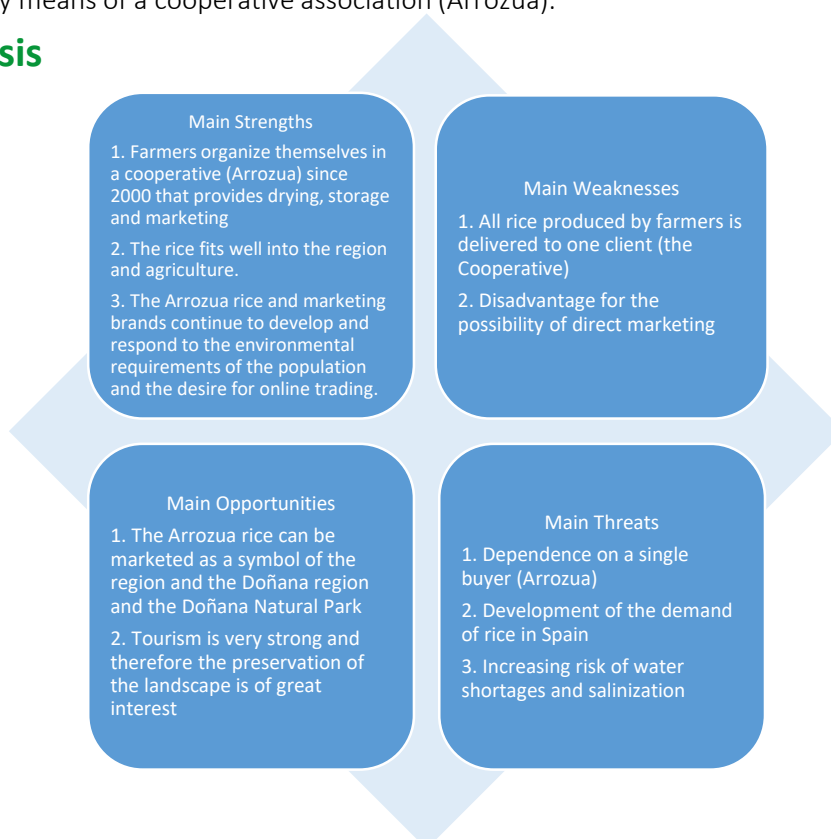 y means of a cooperative association (Arrozua).
sis
Main Strengths
1. Farmers organize themselves in
a cooperative (Arrozua) since
2000 that provides drying, storage
and marketing
2. The rice fits well into the region
and agriculture.
3. The Arrozua rice and marketing
brands continue to develop and
respond to the environmental
requirements of the population
and the desire for online trading.
Main Weaknesses
1. All rice produced by farmers is
delivered to one client (the
Cooperative)
2. Disadvantage for the
possibility of direct marketing
Main Opportunities
1. The Arrozua rice can be
marketed as a symbol of the
region and the Doñana region
and the Doñana Natural Park
2. Tourism is very strong and
therefore the preservation of
the landscape is of great
interest
Main Threats
1. Dependence on a single
buyer (Arrozua)
2. Development of the demand
of rice in Spain
3. Increasing risk of water
shortages and salinization